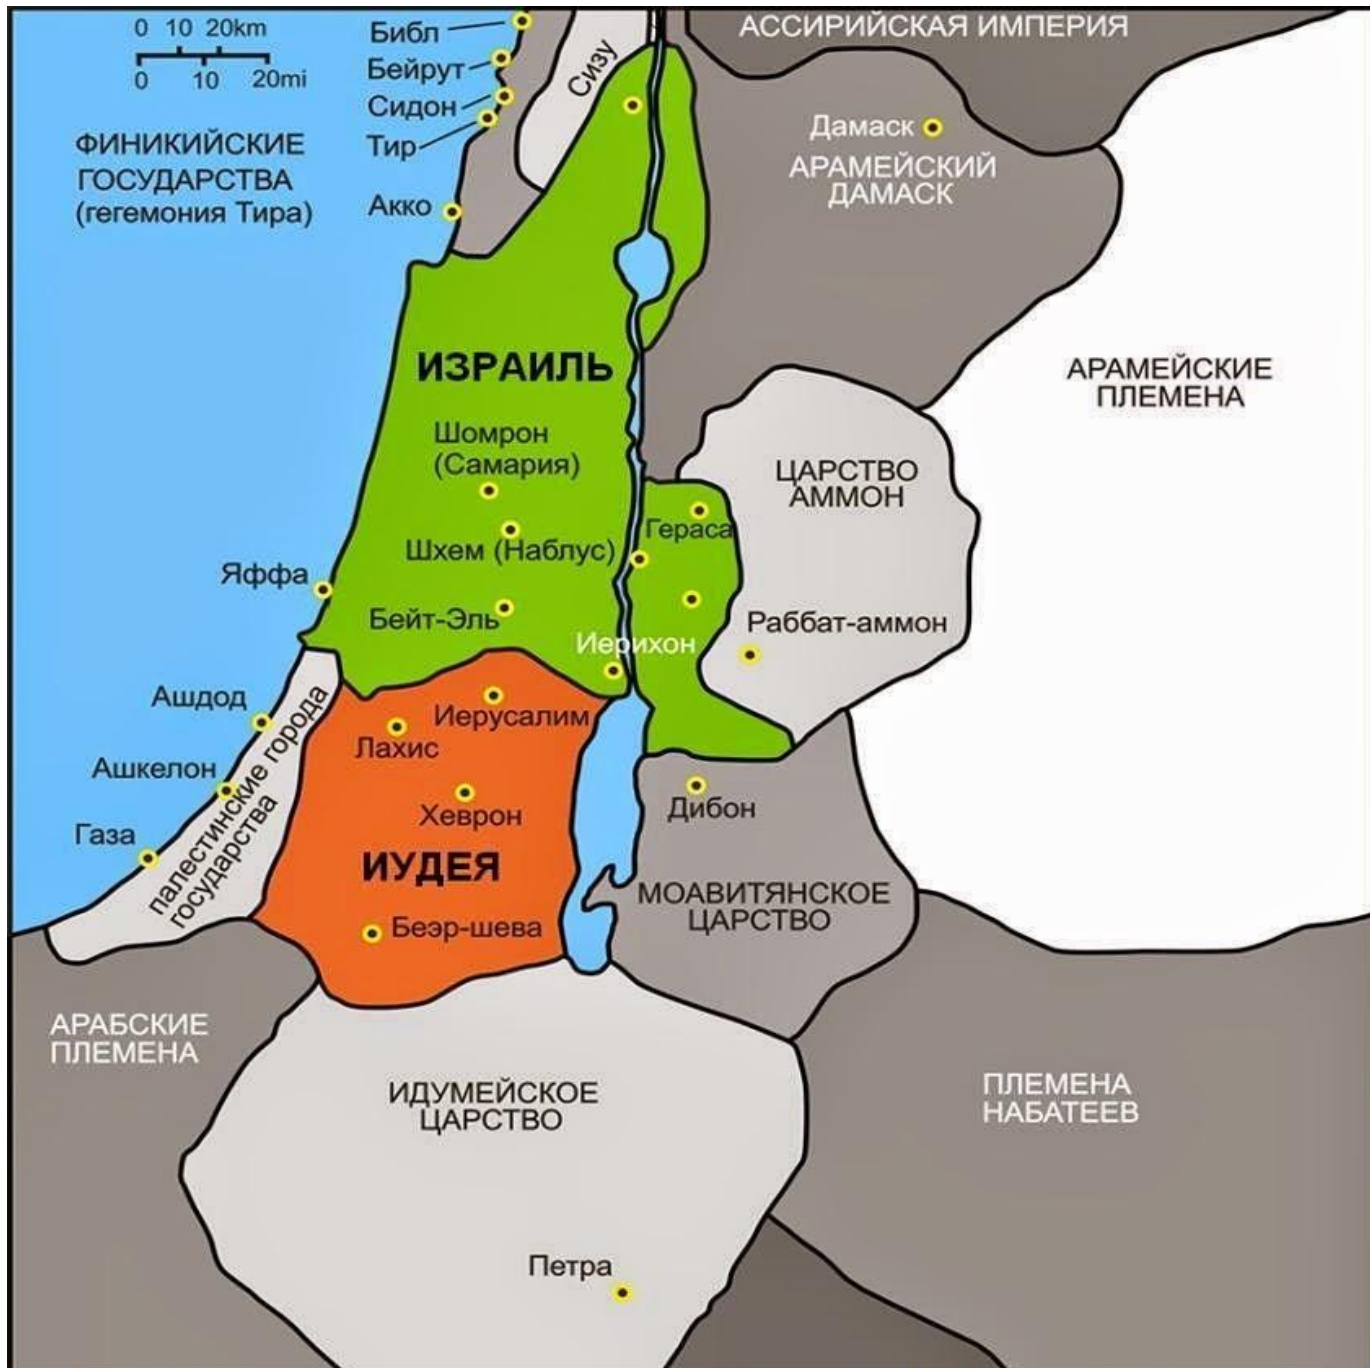 0 10 20km
0 10 20mi
Библ
Бейрут
Сидон
Тир
Акко
ФИНИКИЙСКИЕ
ГОСУДАРСТВА
(гегемония Тира)
Сизу
АССИРИЙСКАЯ ИМПЕРИЯ
Дамаск
АРАМЕЙСКИЙ
ДАМАСК
АРАМЕЙСКИЕ
ПЛЕМЕНА
ИЗРАИЛЬ
Шомрон
(Самария)
Шхем (Наблус)
Гераса
ЦАРСТВО
АММОН
Яффа
Бейт-Эль
Иерихон
Раббат-аммон
Ашдод
Ашкелон
Газа
палестинские города
государства
Иерусалим
Лахис
Хеврон
ИУДЕЯ
Беэр-шева
Дибон
МОАВИТЯНСКОЕ
ЦАРСТВО
АРАБСКИЕ
ПЛЕМЕНА
ИДУМЕЙСКОЕ
ЦАРСТВО
ПЛЕМЕНА
НАБАТЕЕВ
Петра